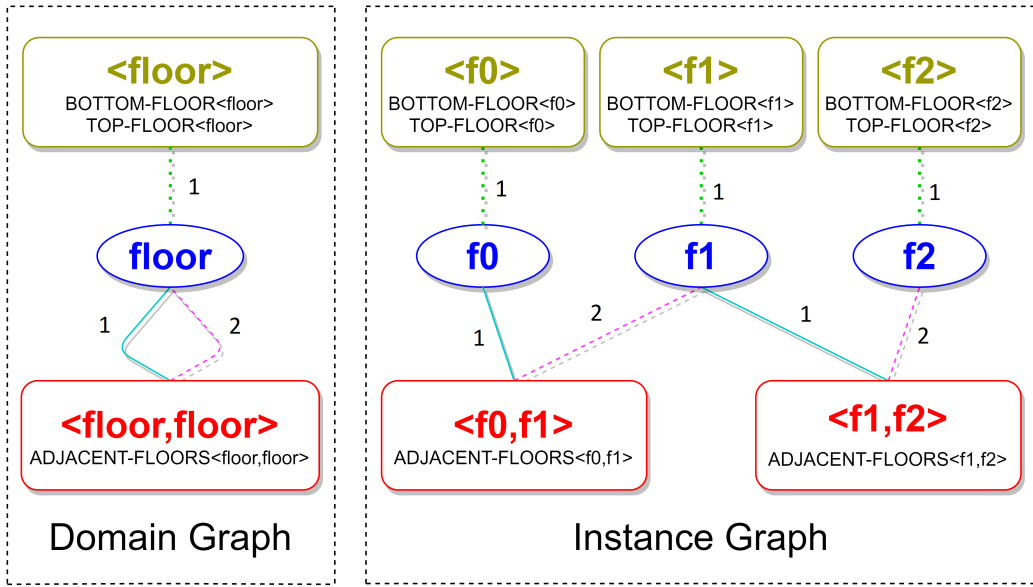 <floor>
BOTTOM-FLOOR<floor>
TOP-FLOOR<floor>
1
floor
1
2
<floor,floor>
ADJACENT-FLOORS<floor,floor>
Domain Graph
<f0>
BOTTOM-FLOOR<f0>
TOP-FLOOR<f0>
<f1>
BOTTOM-FLOOR<f1>
TOP-FLOOR<f1>
<f2>
BOTTOM-FLOOR<f2>
TOP-FLOOR<f2>
1
1
1
f0
f1
f2
1
2
1
2
<f0,f1>
ADJACENT-FLOORS<f0,f1>
<f1,f2>
ADJACENT-FLOORS<f1,f2>
Instance Graph